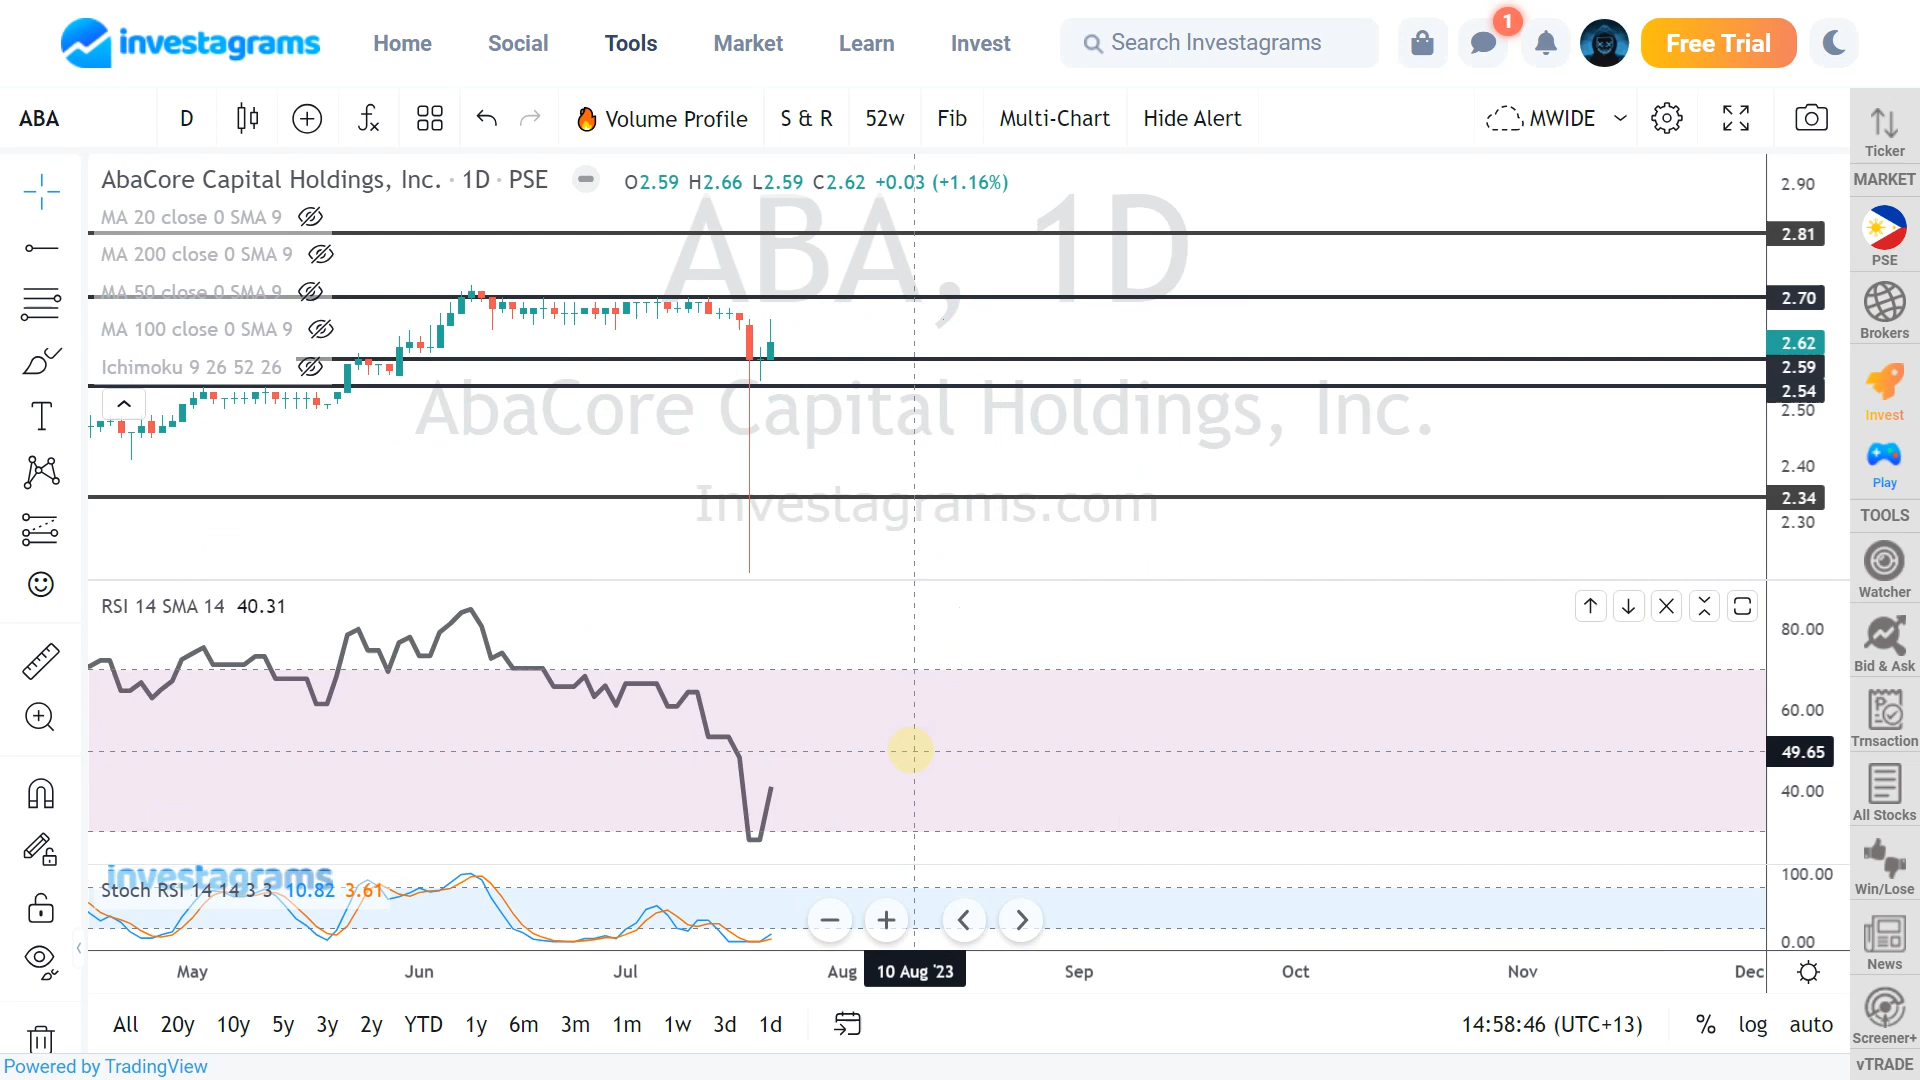 investagrams
Home
Social
Tools
Market
Learn
Invest
Search Investagrams
1
Free Trial
ABA
D
Volume Profile
S & R
52w
Fib
Multi-Chart
Hide Alert
MWIDE
AbaCore Capital Holdings, Inc. · 1D · PSE
O2.59 H2.66 L2.59 C2.62 +0.03 (+1.16%)
MA 20 close 0 SMA 9
MA 200 close 0 SMA 9
MA 50 close 0 SMA 9
MA 100 close 0 SMA 9
Ichimoku 9 26 52 26
ABA, 1D
AbaCore Capital Holdings, Inc.
Investagrams.com
2.90
2.81
2.70
2.62
2.59
2.54
2.50
2.40
2.34
2.30
RSI 14 SMA 14 40.31
80.00
60.00
49.65
40.00
investagrams
Stoch RSI 14 14 3 3 10.82 3.61
100.00
0.00
May
Jun
Jul
Aug
10 Aug '23
Sep
Oct
Nov
Dec
All
20y
10y
5y
3y
2y
YTD
1y
6m
3m
1m
1w
3d
1d
14:58:46 (UTC+13)
%
log
auto
Powered by TradingView
Ticker
MARKET
PSE
Brokers
Invest
Play
TOOLS
Watcher
Bid & Ask
Trnsaction
All Stocks
Win/Lose
News
Screener+
vTRADE